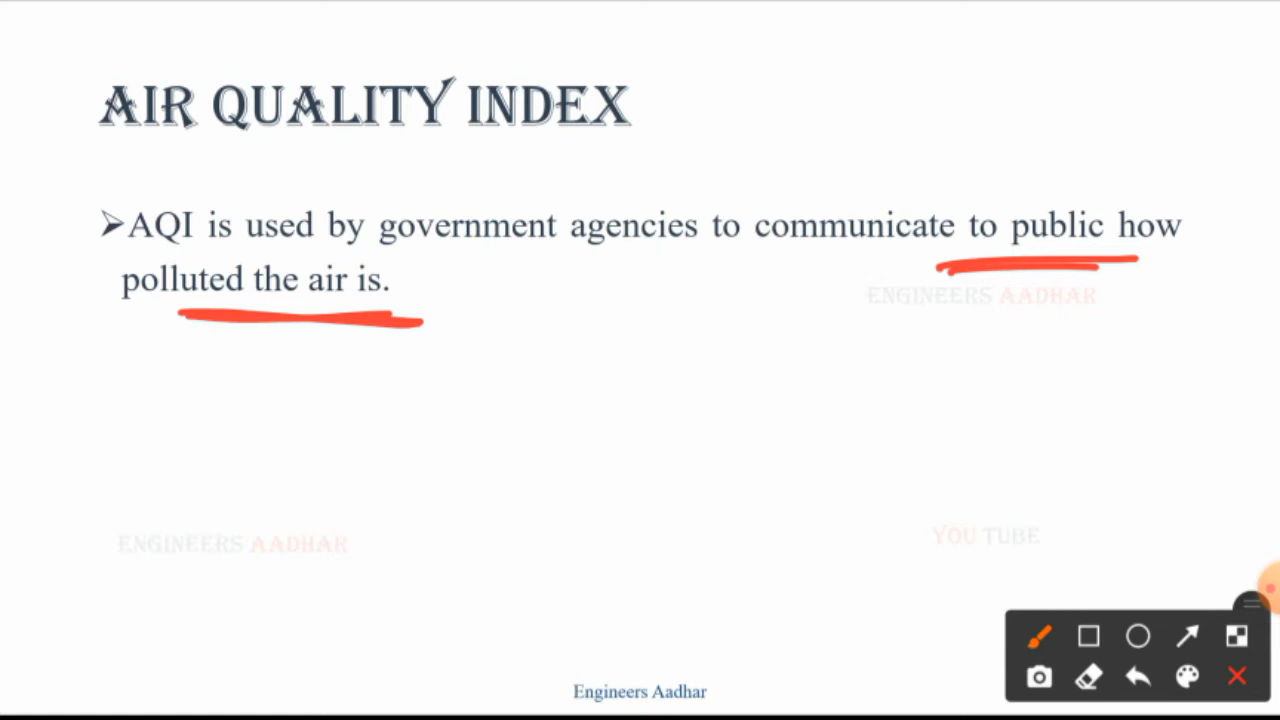 AIR QUALITY INDEX
➢AQI is used by government agencies to communicate to public how
polluted the air is.
ENGINEERS AADHAR
ENGINEERS AADHAR
YOU TUBE
Engineers Aadhar